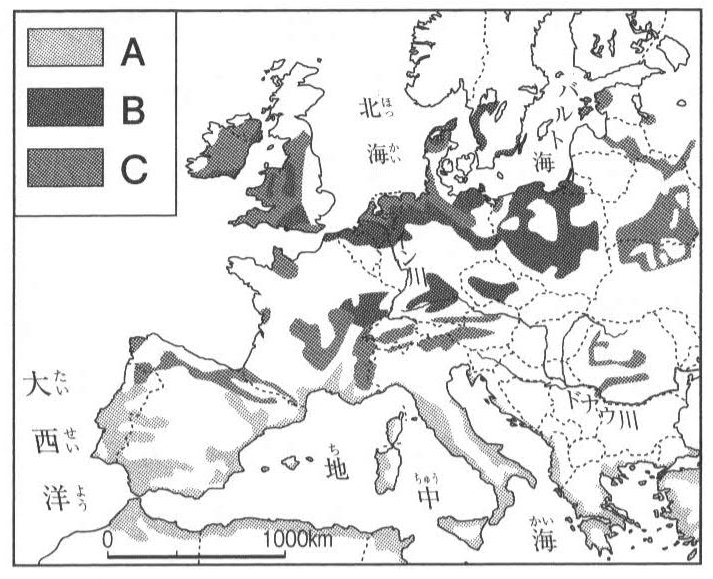 A
B
C
北海
ほっかい
バルト海
ライン川
ドナウ川
大西洋
たいせいよう
地中海
ちちゅうかい
0 1000km